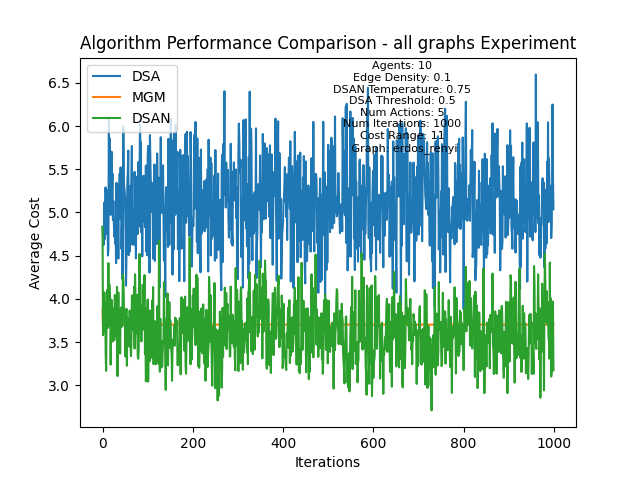 Algorithm Performance Comparison - all graphs Experiment
DSA
MGM
DSAN
Agents: 10
Edge Density: 0.1
DSAN Temperature: 0.75
DSA Threshold: 0.5
Num Actions: 5
Num Iterations: 1000
Cost Range: 11
Graph: erdos_renyi
Average Cost
6.5
6.0
5.5
5.0
4.5
4.0
3.5
3.0
0
200
400
600
800
1000
Iterations